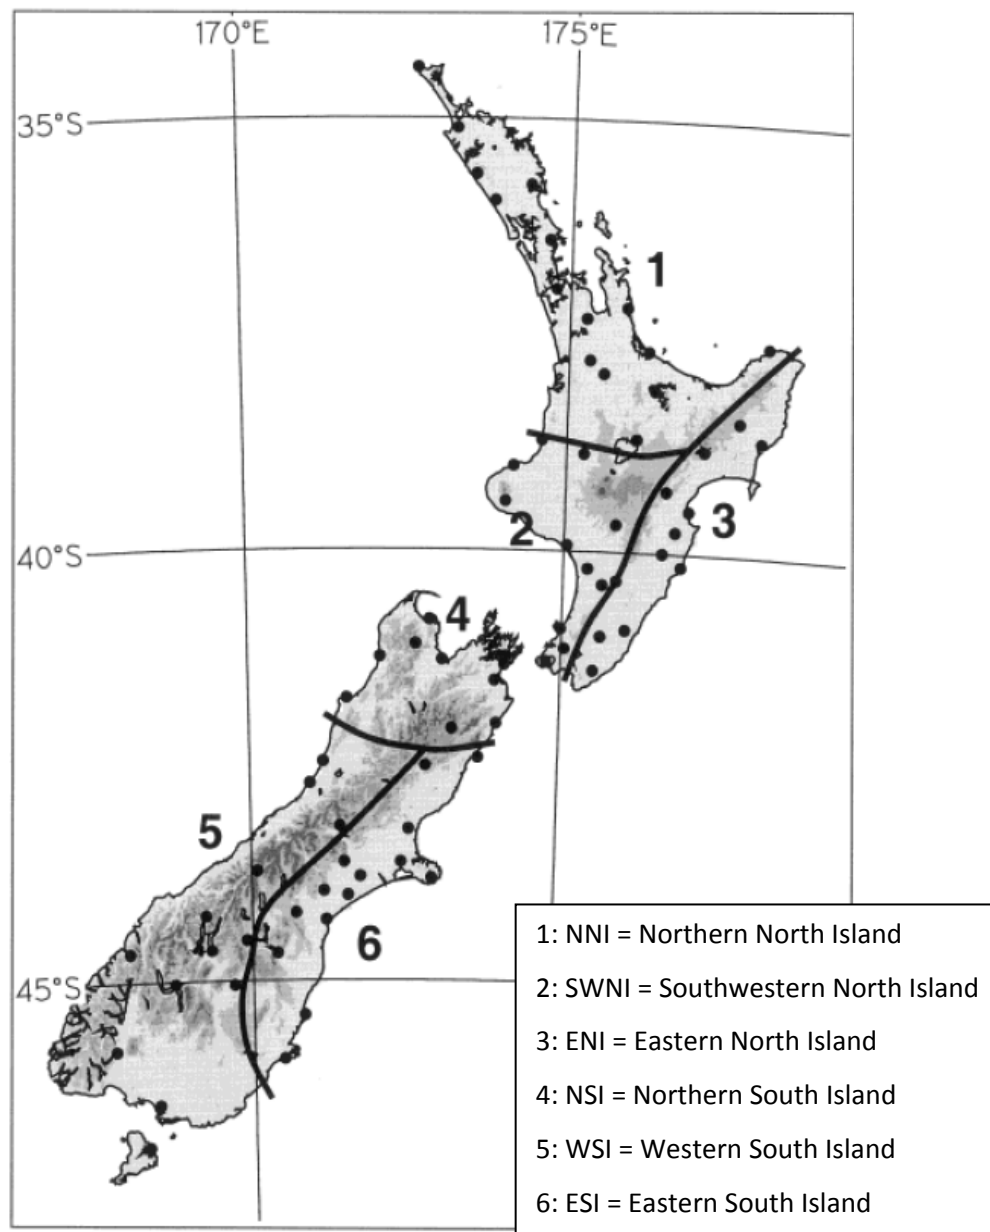 170°E 175°E
35°S
1
3
2
40°S
4
5
6
45°S
1: NNI = Northern North Island
2: SWNI = Southwestern North Island
3: ENI = Eastern North Island
4: NSI = Northern South Island
5: WSI = Western South Island
6: ESI = Eastern South Island